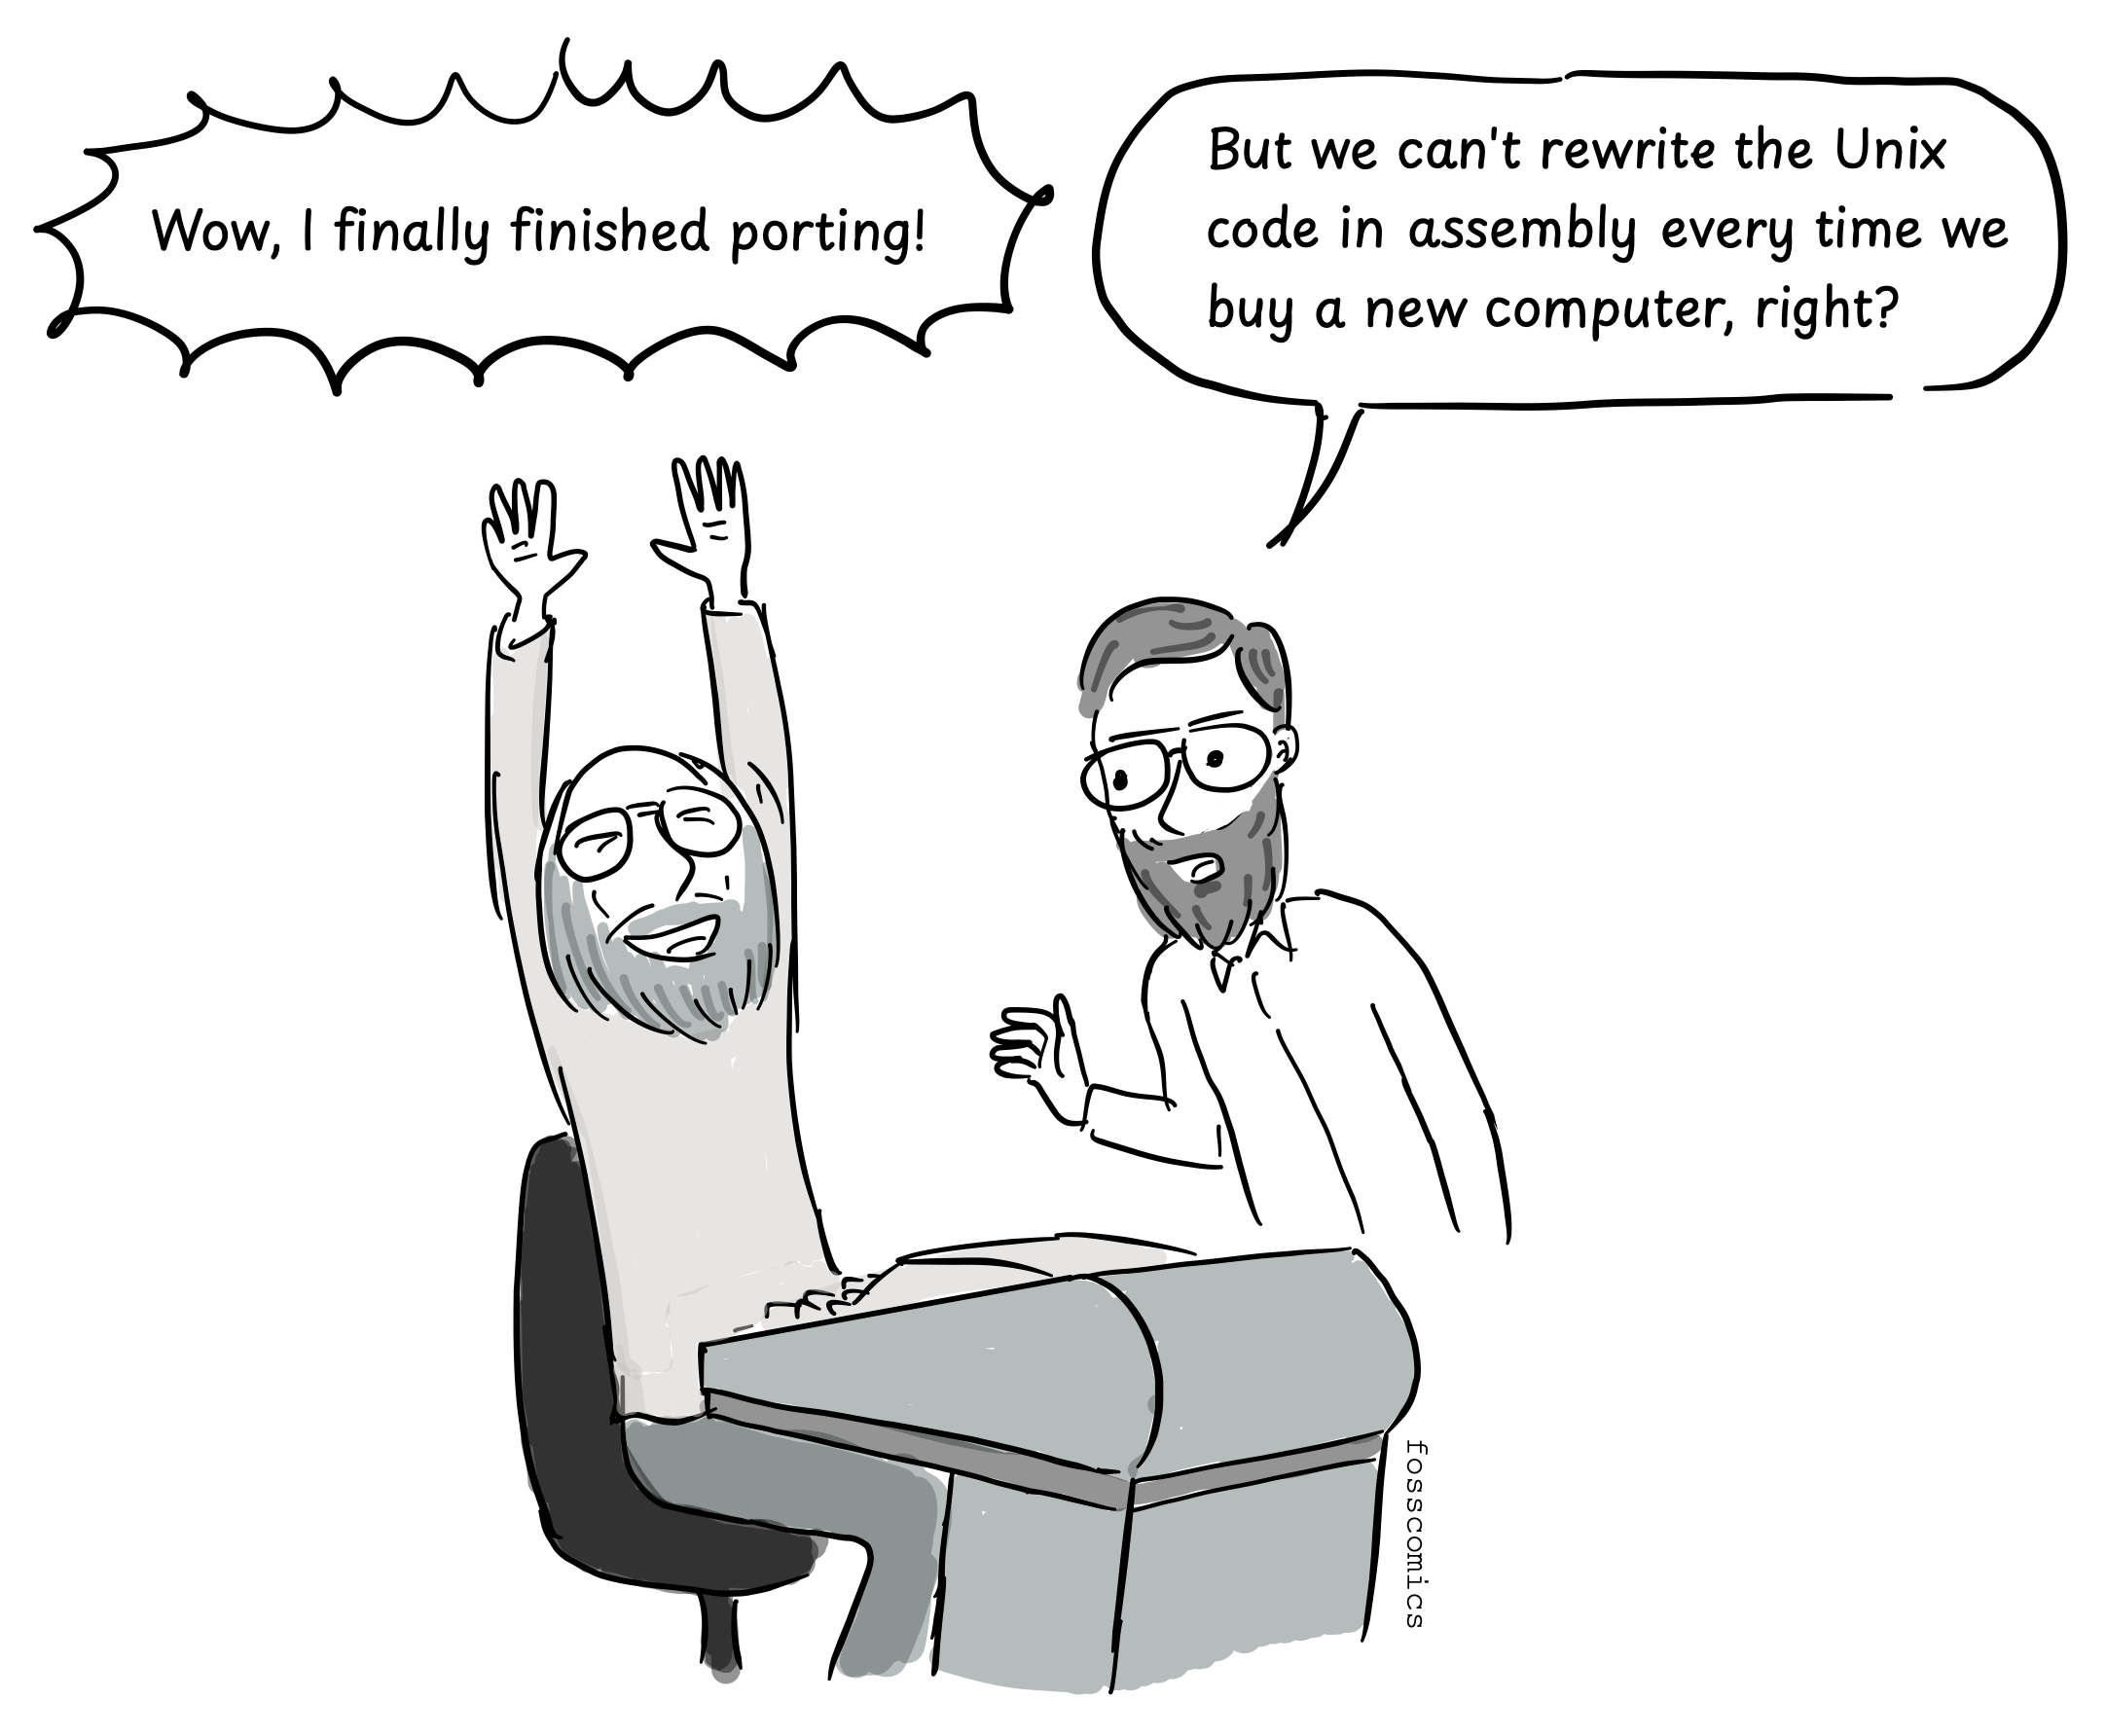 Wow, I finally finished porting!
But we can't rewrite the Unix
code in assembly every time we
buy a new computer, right?
fosscomics